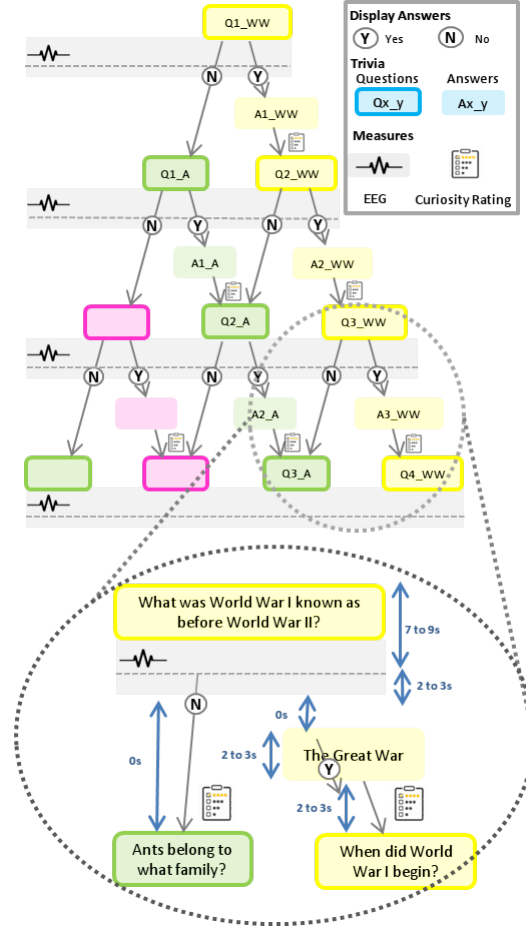 Q1_WW
Display Answers
Y Yes N No
Trivia
Questions Answers
Qx_y Ax_y
Measures
EEG Curiosity Rating
N Y
A1_WW
Q1_A Q2_WW
N Y N Y
A1_A A2_WW
Q2_A Q3_WW
N Y N Y N Y
A2_A A3_WW
Q3_A Q4_WW
What was World War I known as
before World War II?
7 to 9s
2 to 3s
N
0s
0s
2 to 3s
The Great War
Y
2 to 3s
Ants belong to
what family?
When did World
War I begin?